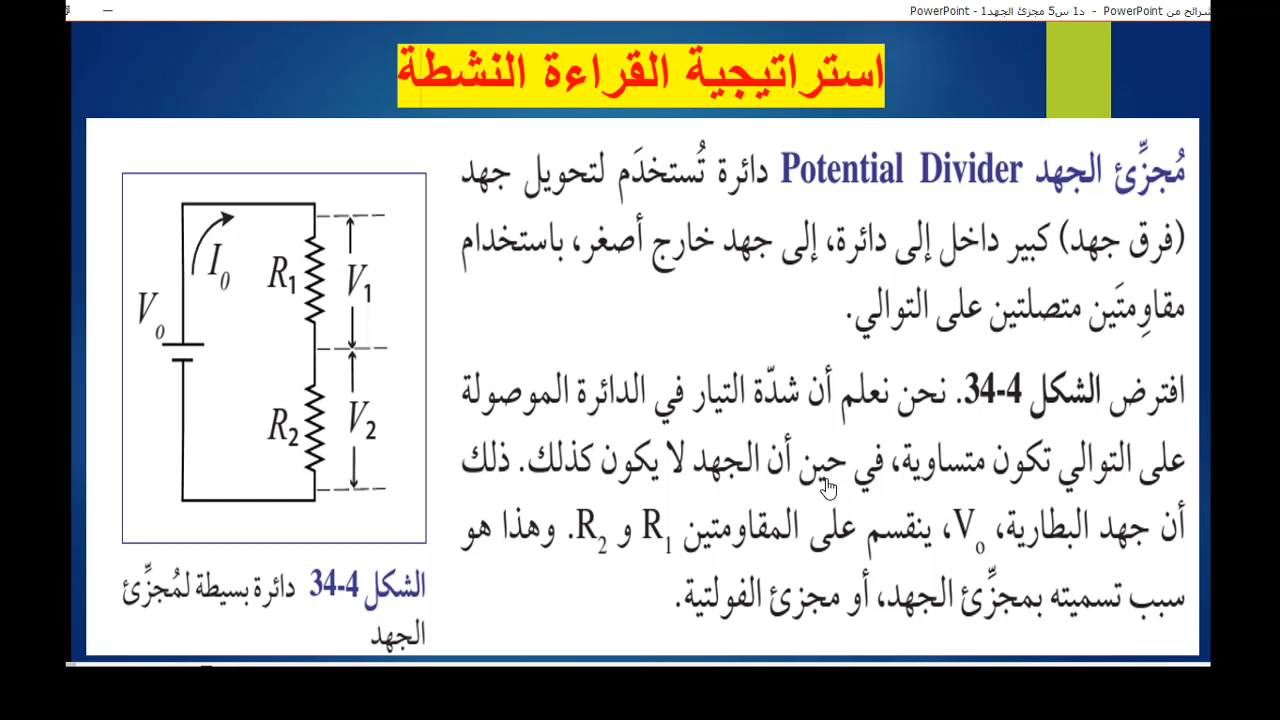 د1 س5 مجزئ الجهد1 - PowerPoint
شرائح من PowerPoint -
استراتيجية القراءة النشطة
مُجزِّئ الجهد Potential Divider دائرة تُستخدَم لتحويل جهد
(فرق جهد) كبير داخل إلى دائرة، إلى جهد خارج أصغر، باستخدام
مقاوِمتَين متصلتين على التوالي.
افترض الشكل 4-34. نحن نعلم أن شدّة التيار في الدائرة الموصولة
على التوالي تكون متساوية، في حين أن الجهد لا يكون كذلك. ذلك
أن جهد البطارية، V₀، ينقسم على المقاومتين R₁ و R₂. وهذا هو
سبب تسميته بمجزِّئ الجهد، أو مجزئ الفولتية.
I₀
R₁
V₁
V₀
R₂
V₂
الشكل 4-34 دائرة بسيطة لمُجزِّئ
الجهد